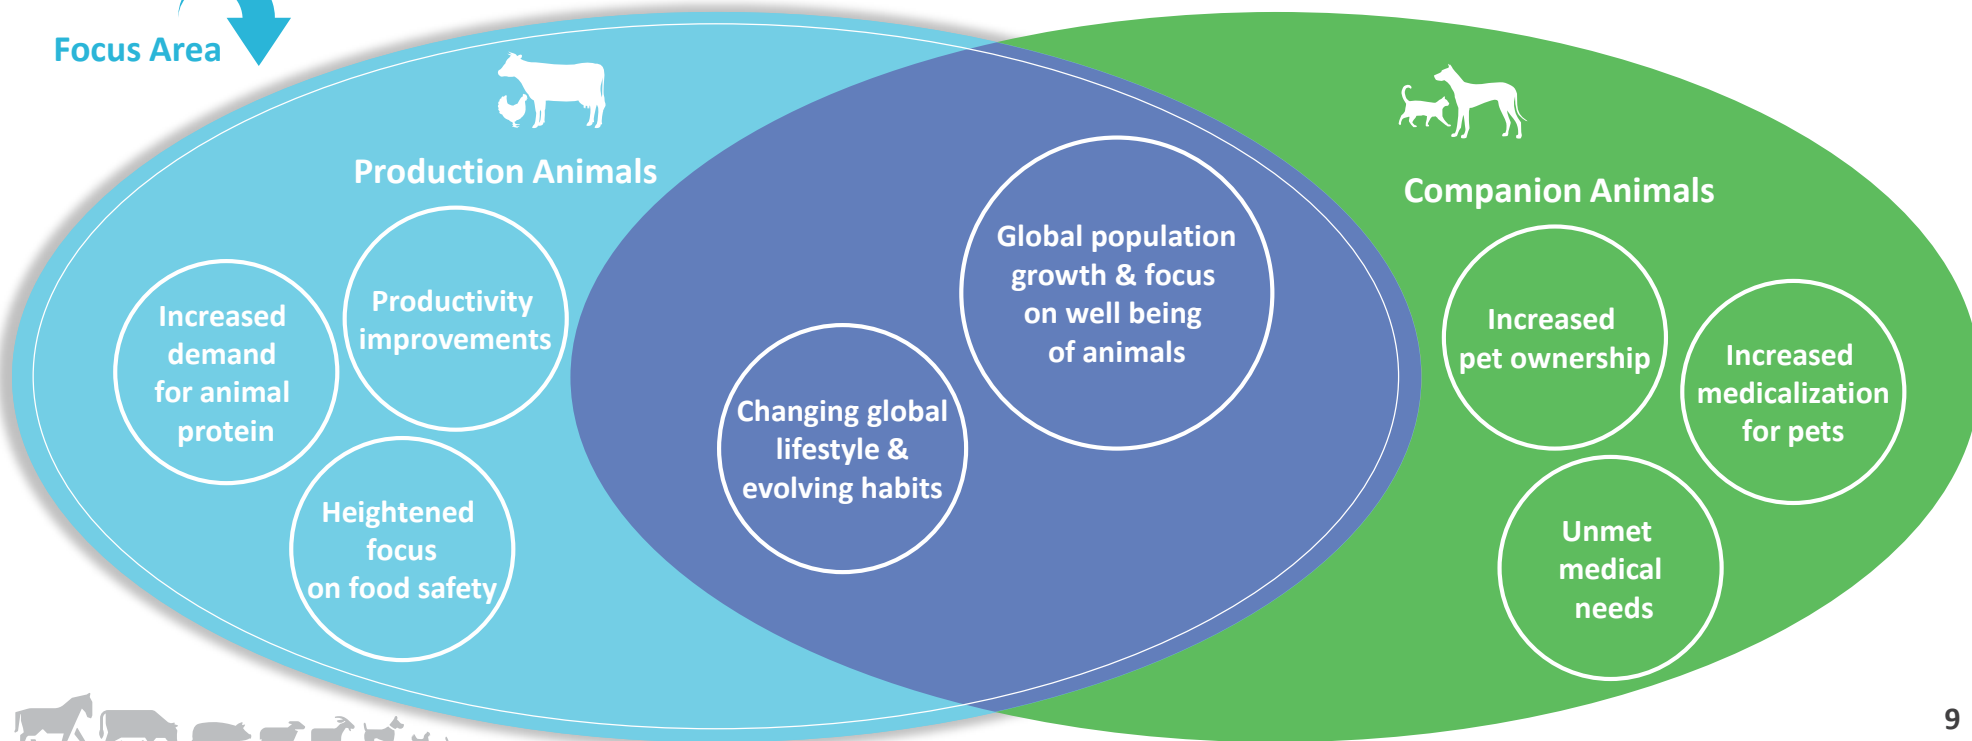 Focus Area
Production Animals
Increased
demand
for animal
protein
Productivity
improvements
Heightened
focus
on food safety
Changing global
lifestyle &
evolving habits
Global population
growth & focus
on well being
of animals
Companion Animals
Increased
pet ownership
Increased
medicalization
for pets
Unmet
medical
needs
9